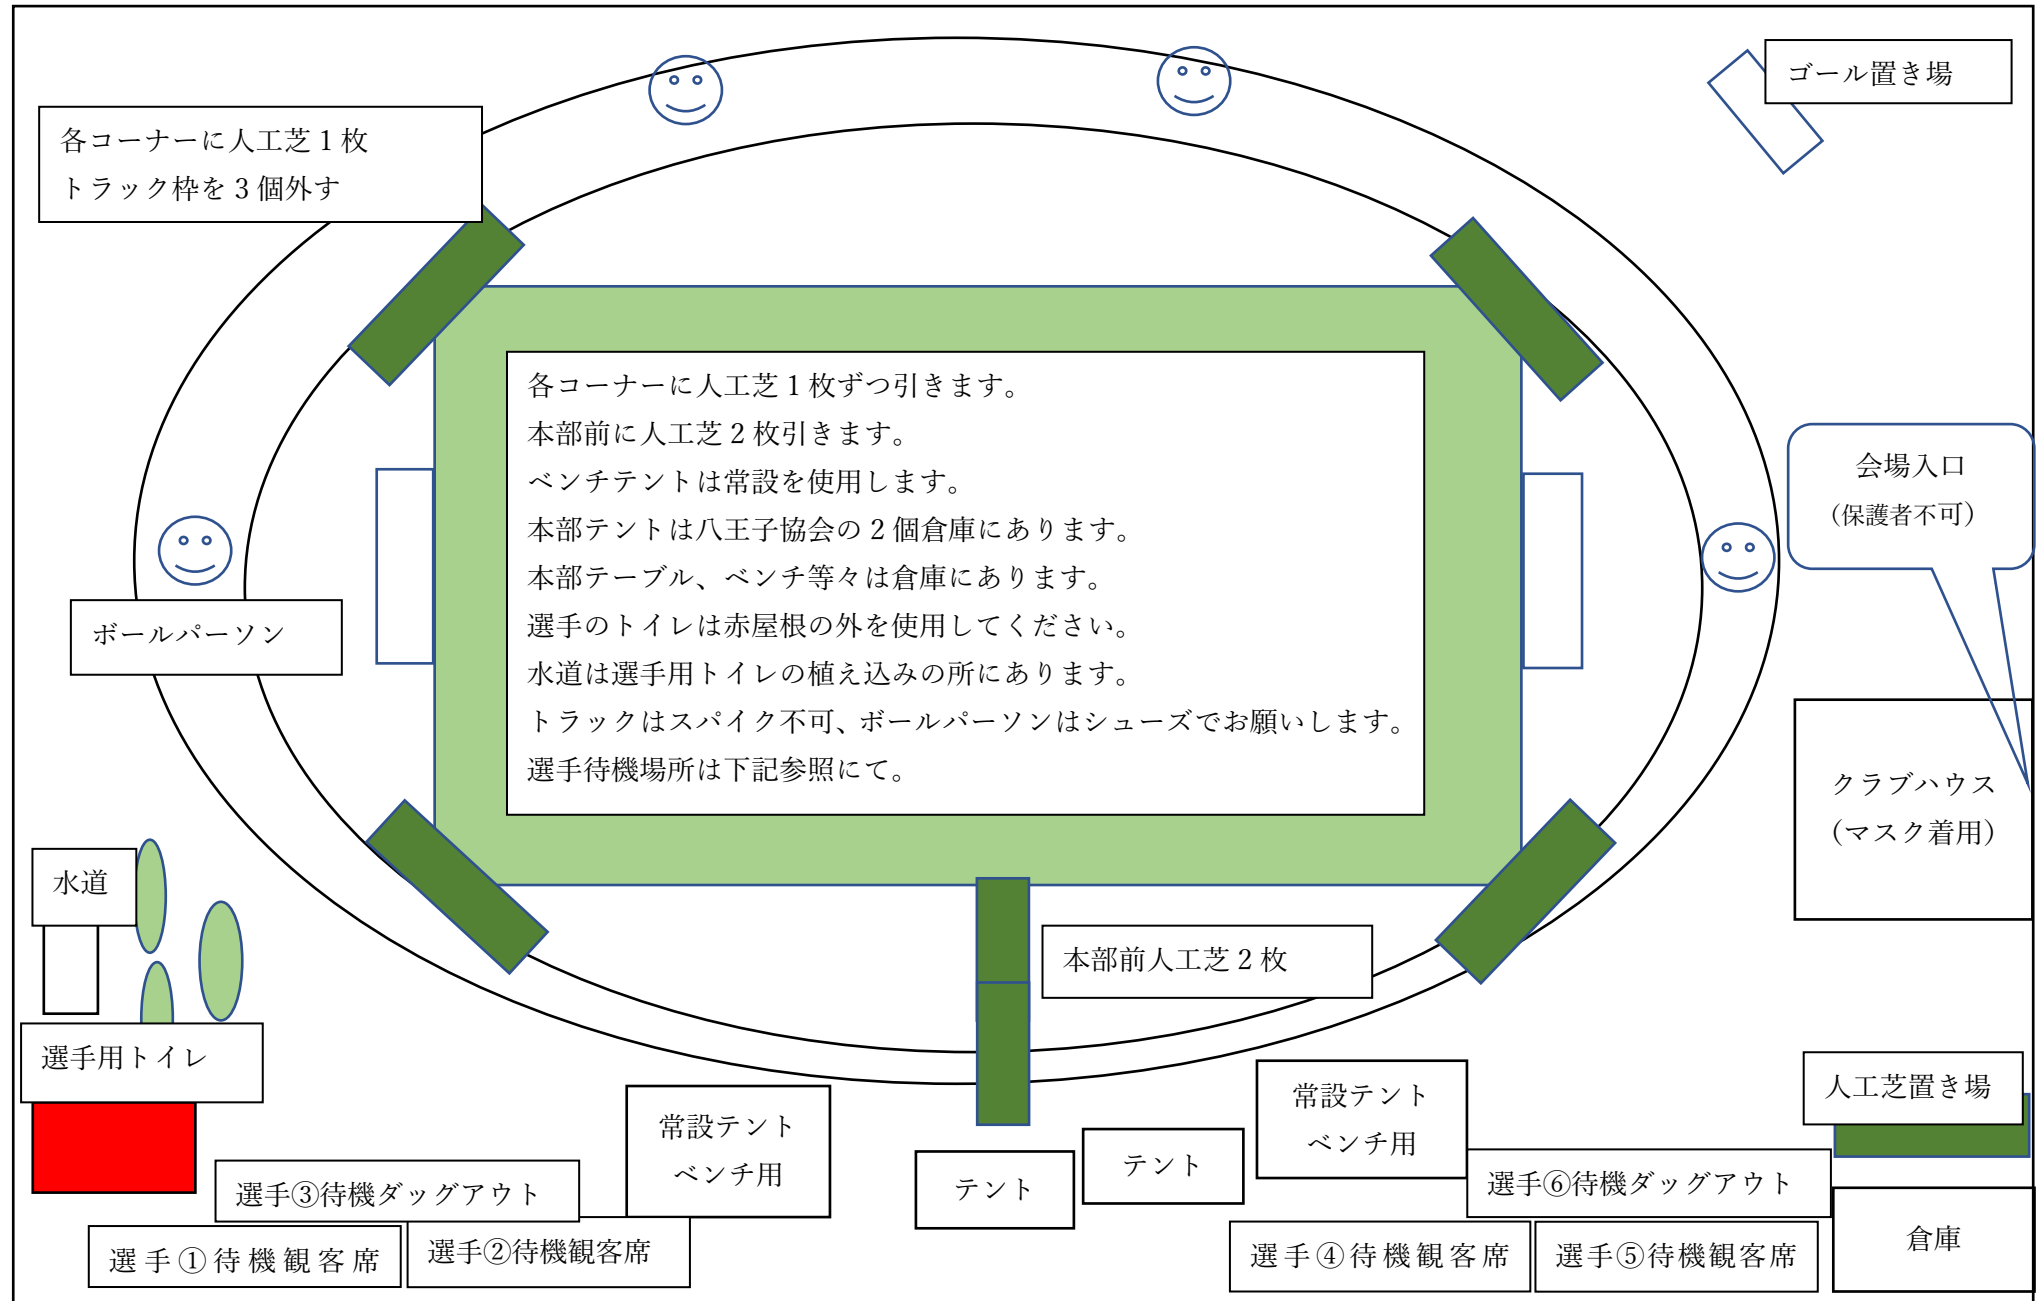 ゴール置き場
各コーナーに人工芝1枚
トラック枠を3個外す
各コーナーに人工芝1枚ずつ引きます。
本部前に人工芝2枚引きます。
ベンチテントは常設を使用します。
本部テントは八王子協会の2個倉庫にあります。
本部テーブル、ベンチ等々は倉庫にあります。
選手のトイレは赤屋根の外を使用してください。
水道は選手用トイレの植え込みの所にあります。
トラックはスパイク不可、ボールパーソンはシューズでお願いします。
選手待機場所は下記参照にて。
会場入口
（保護者不可）
ボールパーソン
クラブハウス
（マスク着用）
水道
本部前人工芝2枚
選手用トイレ
常設テント
ベンチ用
テント
テント
常設テント
ベンチ用
人工芝置き場
選手③待機ダッグアウト
選手⑥待機ダッグアウト
選手①待機観客席
選手②待機観客席
選手④待機観客席
選手⑤待機観客席
倉庫